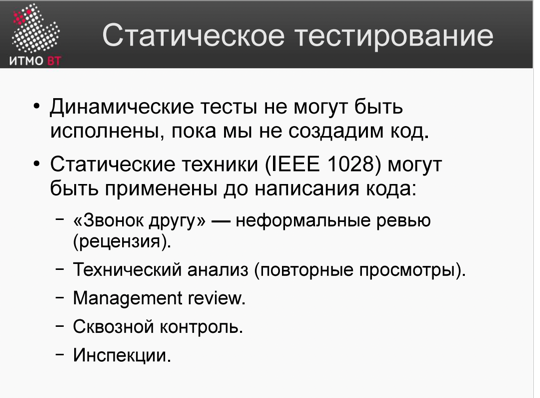 ИТМО ВТ
Статическое тестирование
• Динамические тесты не могут быть
исполнены, пока мы не создадим код.
• Статические техники (IEEE 1028) могут
быть применены до написания кода:
– «Звонок другу» — неформальные ревью
(рецензия).
– Технический анализ (повторные просмотры).
– Management review.
– Сквозной контроль.
– Инспекции.